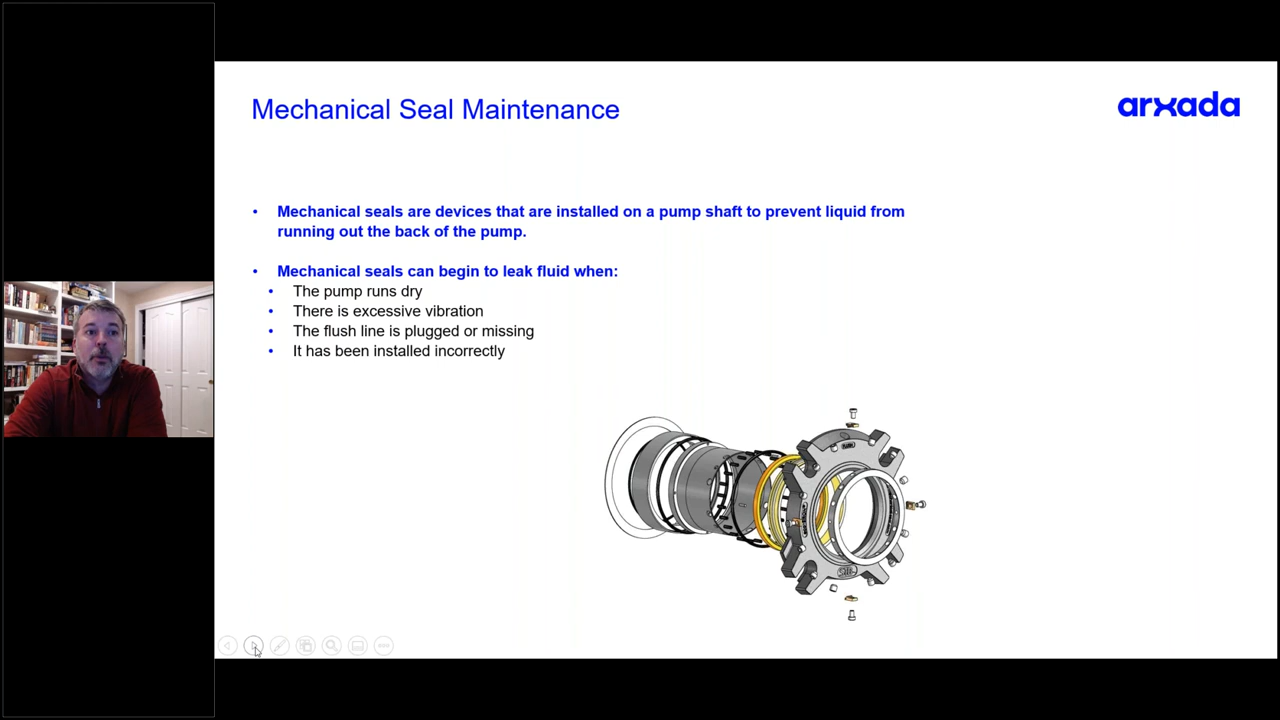 Mechanical Seal Maintenance
arxada
Mechanical seals are devices that are installed on a pump shaft to prevent liquid from
running out the back of the pump.
Mechanical seals can begin to leak fluid when:
The pump runs dry
There is excessive vibration
The flush line is plugged or missing
It has been installed incorrectly